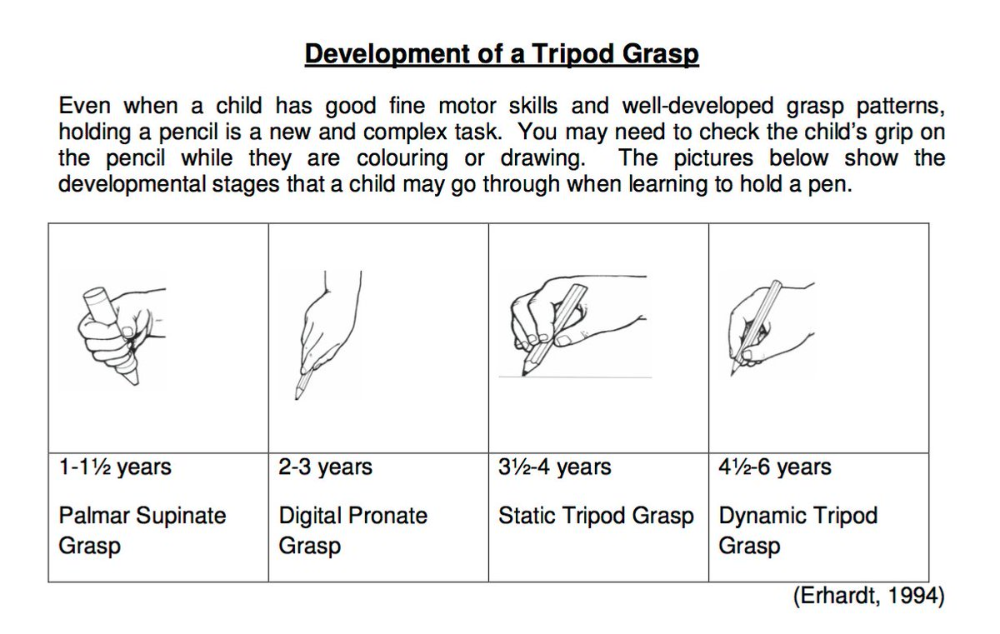 Development of a Tripod Grasp
Even when a child has good fine motor skills and well-developed grasp patterns,
holding a pencil is a new and complex task. You may need to check the child's grip on
the pencil while they are colouring or drawing. The pictures below show the
developmental stages that a child may go through when learning to hold a pen.
1-1½ years
Palmar Supinate
Grasp
2-3 years
Digital Pronate
Grasp
3½-4 years
Static Tripod Grasp
4½-6 years
Dynamic Tripod
Grasp
(Erhardt, 1994)